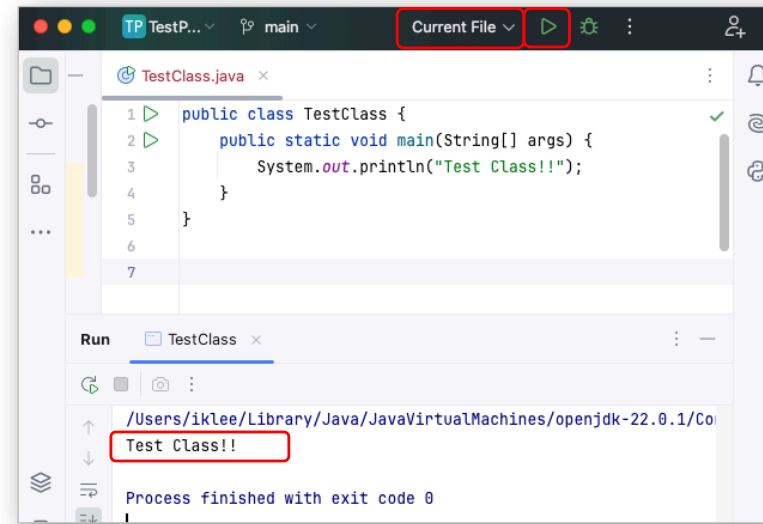 TP TestP... main Current File
TestClass.java
1 public class TestClass {
2 public static void main(String[] args) {
3 System.out.println("Test Class!!");
4 }
5 }
6
7
Run TestClass
/Users/iklee/Library/Java/JavaVirtualMachines/openjdk-22.0.1/Co
Test Class!!
Process finished with exit code 0